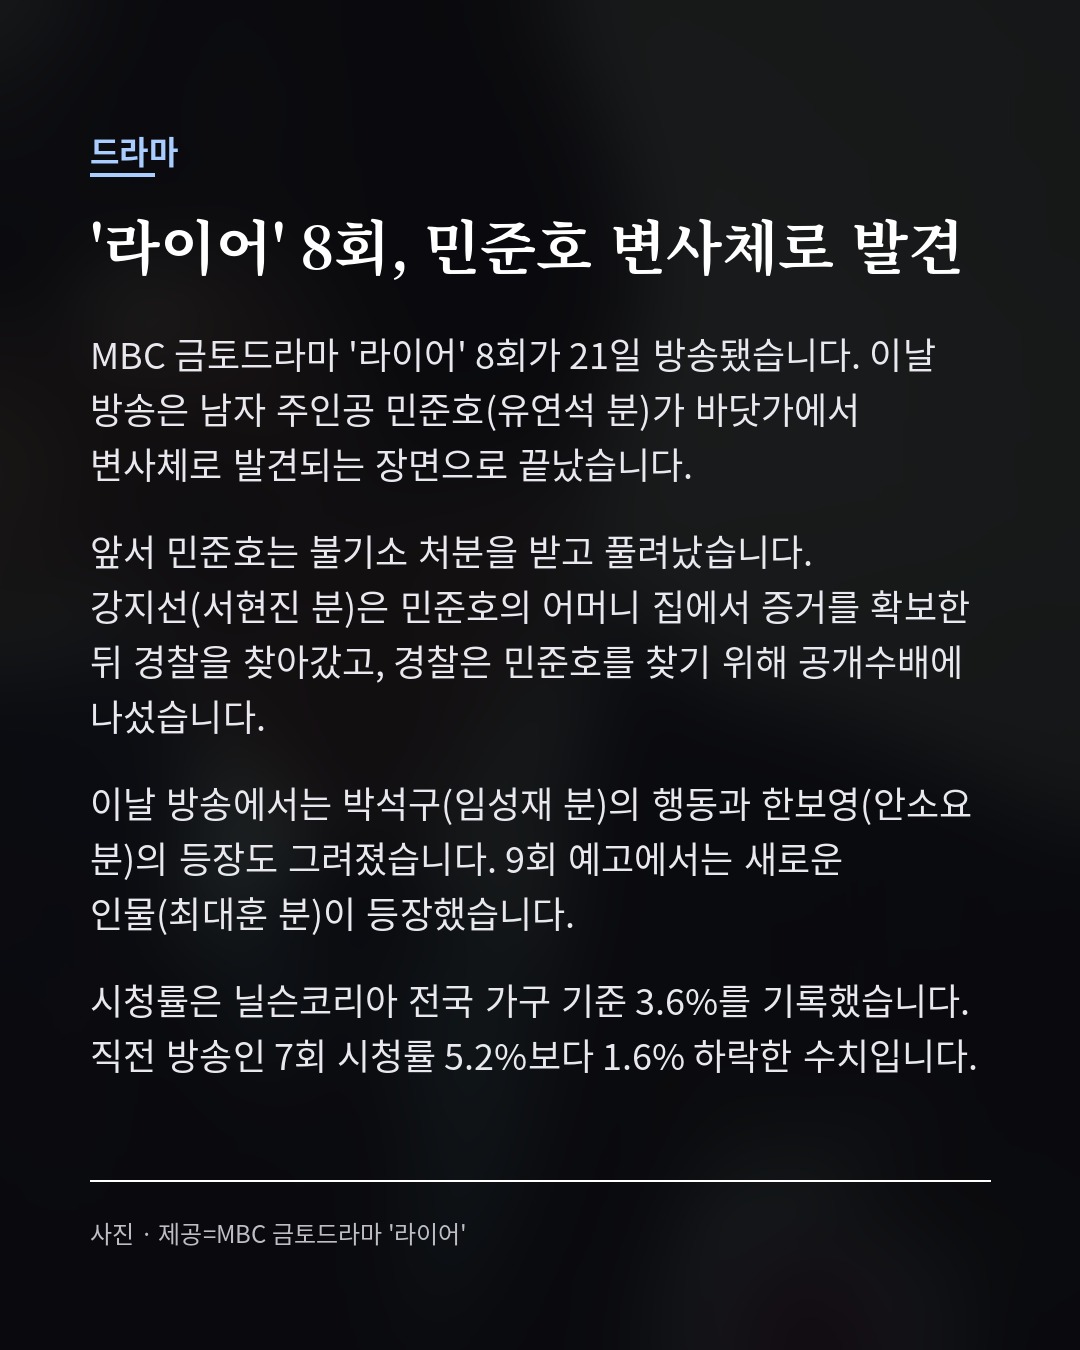 드라마
'라이어' 8회, 민준호 변사체로 발견
MBC 금토드라마 '라이어' 8회가 21일 방송됐습니다. 이날
방송은 남자 주인공 민준호(유연석 분)가 바닷가에서
변사체로 발견되는 장면으로 끝났습니다.
앞서 민준호는 불기소 처분을 받고 풀려났습니다.
강지선(서현진 분)은 민준호의 어머니 집에서 증거를 확보한
뒤 경찰을 찾아갔고, 경찰은 민준호를 찾기 위해 공개수배에
나섰습니다.
이날 방송에서는 박석구(임성재 분)의 행동과 한보영(안소요
분)의 등장도 그려졌습니다. 9회 예고에서는 새로운
인물(최대훈 분)이 등장했습니다.
시청률은 닐슨코리아 전국 가구 기준 3.6%를 기록했습니다.
직전 방송인 7회 시청률 5.2%보다 1.6% 하락한 수치입니다.
사진 · 제공=MBC 금토드라마 '라이어'